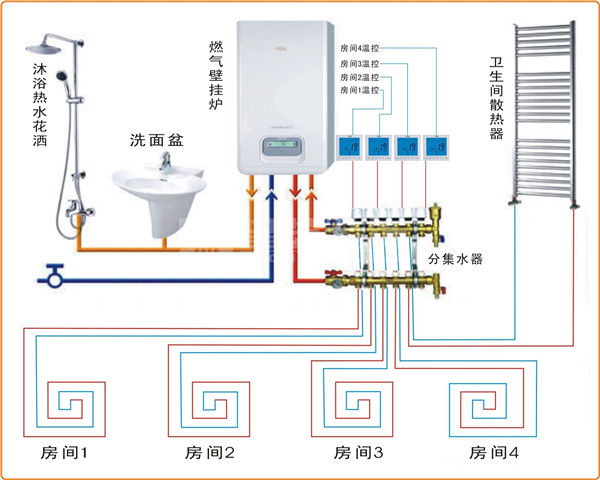 沐浴热水花洒
洗面盆
燃气壁挂炉
房间4温控
房间3温控
房间2温控
房间1温控
卫生间散热器
分集水器
房间1
房间2
房间3
房间4